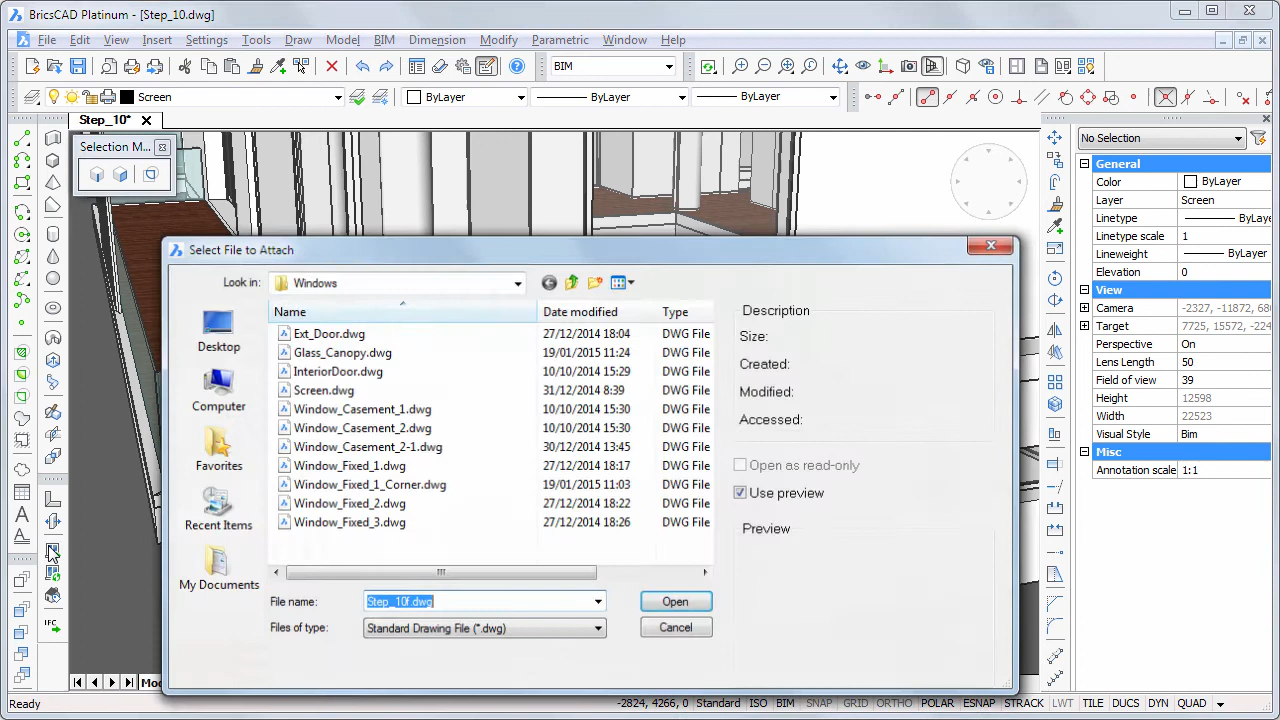 BricsCAD Platinum - [Step_10.dwg]
File Edit View Insert Settings Tools Draw Model BIM Dimension Modify Parametric Window Help
BIM
Screen
ByLayer
ByLayer
ByLayer
Step_10*
Selection M...
No Selection
General
Color ByLayer
Layer Screen
Linetype ByLaye
Linetype scale 1
Lineweight ByLaye
Elevation 0
View
Camera -2327, -11872, 68
Target 7725, 15572, -224
Perspective On
Lens Length 50
Field of view 39
Height 12598
Width 22523
Visual Style Bim
Misc
Annotation scale 1:1
Select File to Attach
Look in: Windows
Name Date modified Type
Ext_Door.dwg 27/12/2014 18:04 DWG File
Glass_Canopy.dwg 19/01/2015 11:24 DWG File
InteriorDoor.dwg 10/10/2014 15:29 DWG File
Screen.dwg 31/12/2014 8:39 DWG File
Window_Casement_1.dwg 10/10/2014 15:30 DWG File
Window_Casement_2.dwg 10/10/2014 15:30 DWG File
Window_Casement_2-1.dwg 30/12/2014 13:45 DWG File
Window_Fixed_1.dwg 27/12/2014 18:17 DWG File
Window_Fixed_1_Corner.dwg 19/01/2015 11:03 DWG File
Window_Fixed_2.dwg 27/12/2014 18:22 DWG File
Window_Fixed_3.dwg 27/12/2014 18:26 DWG File
Desktop
Computer
Favorites
Recent Items
My Documents
Description
Size:
Created:
Modified:
Accessed:
Open as read-only
Use preview
Preview
File name: Step_10f.dwg Open
Files of type: Standard Drawing File (*.dwg) Cancel
IFC
Mo
Ready -2824, 4266, 0 Standard ISO BIM SNAP GRID ORTHO POLAR ESNAP STRACK LWT TILE DUCS DYN QUAD